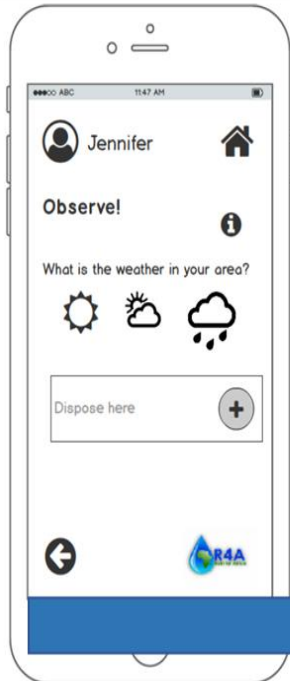 ABC 11:47 AM
Jennifer
Observe!
What is the weather in your area?
Dispose here
R4A